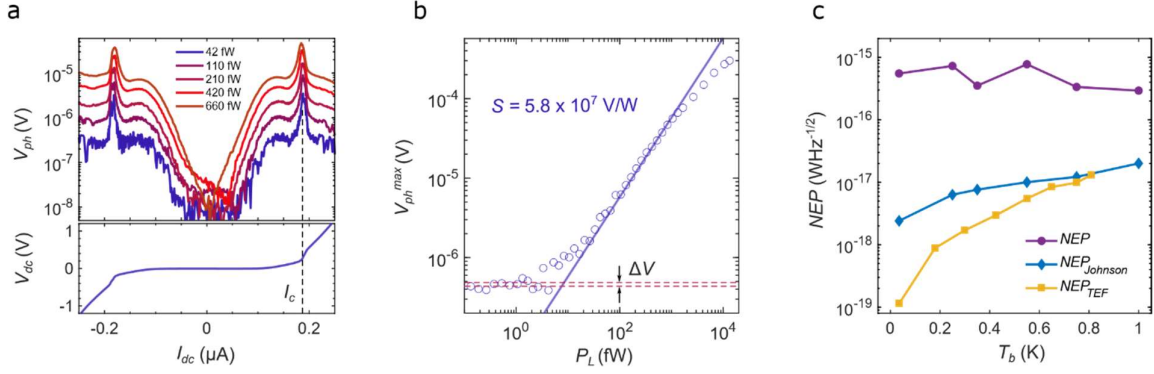 a
10⁻⁵
10⁻⁶
10⁻⁷
10⁻⁸
V_ph (V)
42 fW
110 fW
210 fW
420 fW
660 fW
1
0
-1
V_dc (V)
I_c
-0.2
0
0.2
I_dc (µA)
b
10⁻⁴
10⁻⁵
10⁻⁶
V_ph^max (V)
S = 5.8 x 10⁷ V/W
ΔV
10⁰
10²
10⁴
P_L (fW)
c
10⁻¹⁵
10⁻¹⁶
10⁻¹⁷
10⁻¹⁸
10⁻¹⁹
NEP (WHz⁻¹/²)
NEP
NEP_Johnson
NEP_TEF
0
0.2
0.4
0.6
0.8
1
T_b (K)